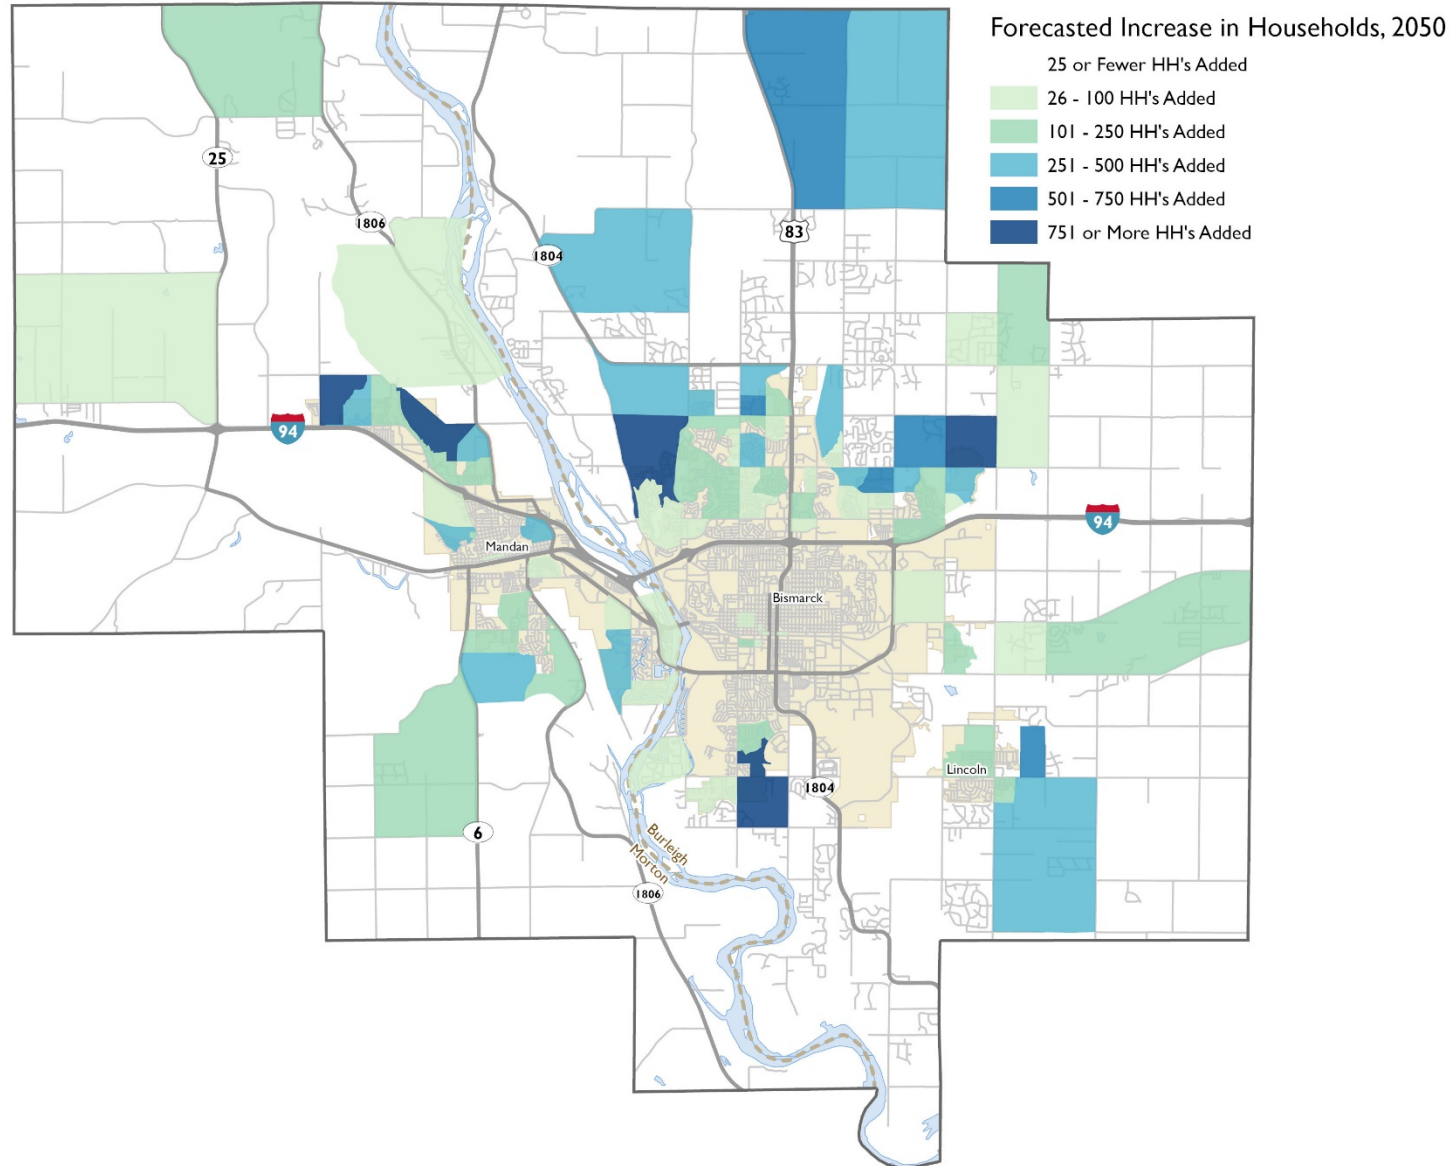 Forecasted Increase in Households, 2050
25 or Fewer HH's Added
26 - 100 HH's Added
101 - 250 HH's Added
251 - 500 HH's Added
501 - 750 HH's Added
751 or More HH's Added
25
1806
1804
83
94
94
Mandan
Bismarck
Lincoln
1804
6
Burleigh
Morton
1806